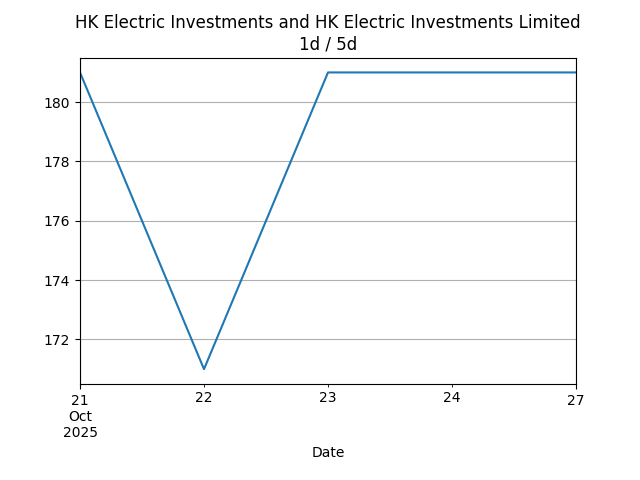 HK Electric Investments and HK Electric Investments Limited
1d / 5d
180
178
176
174
172
21 22 23 24 27
Oct
2025
Date